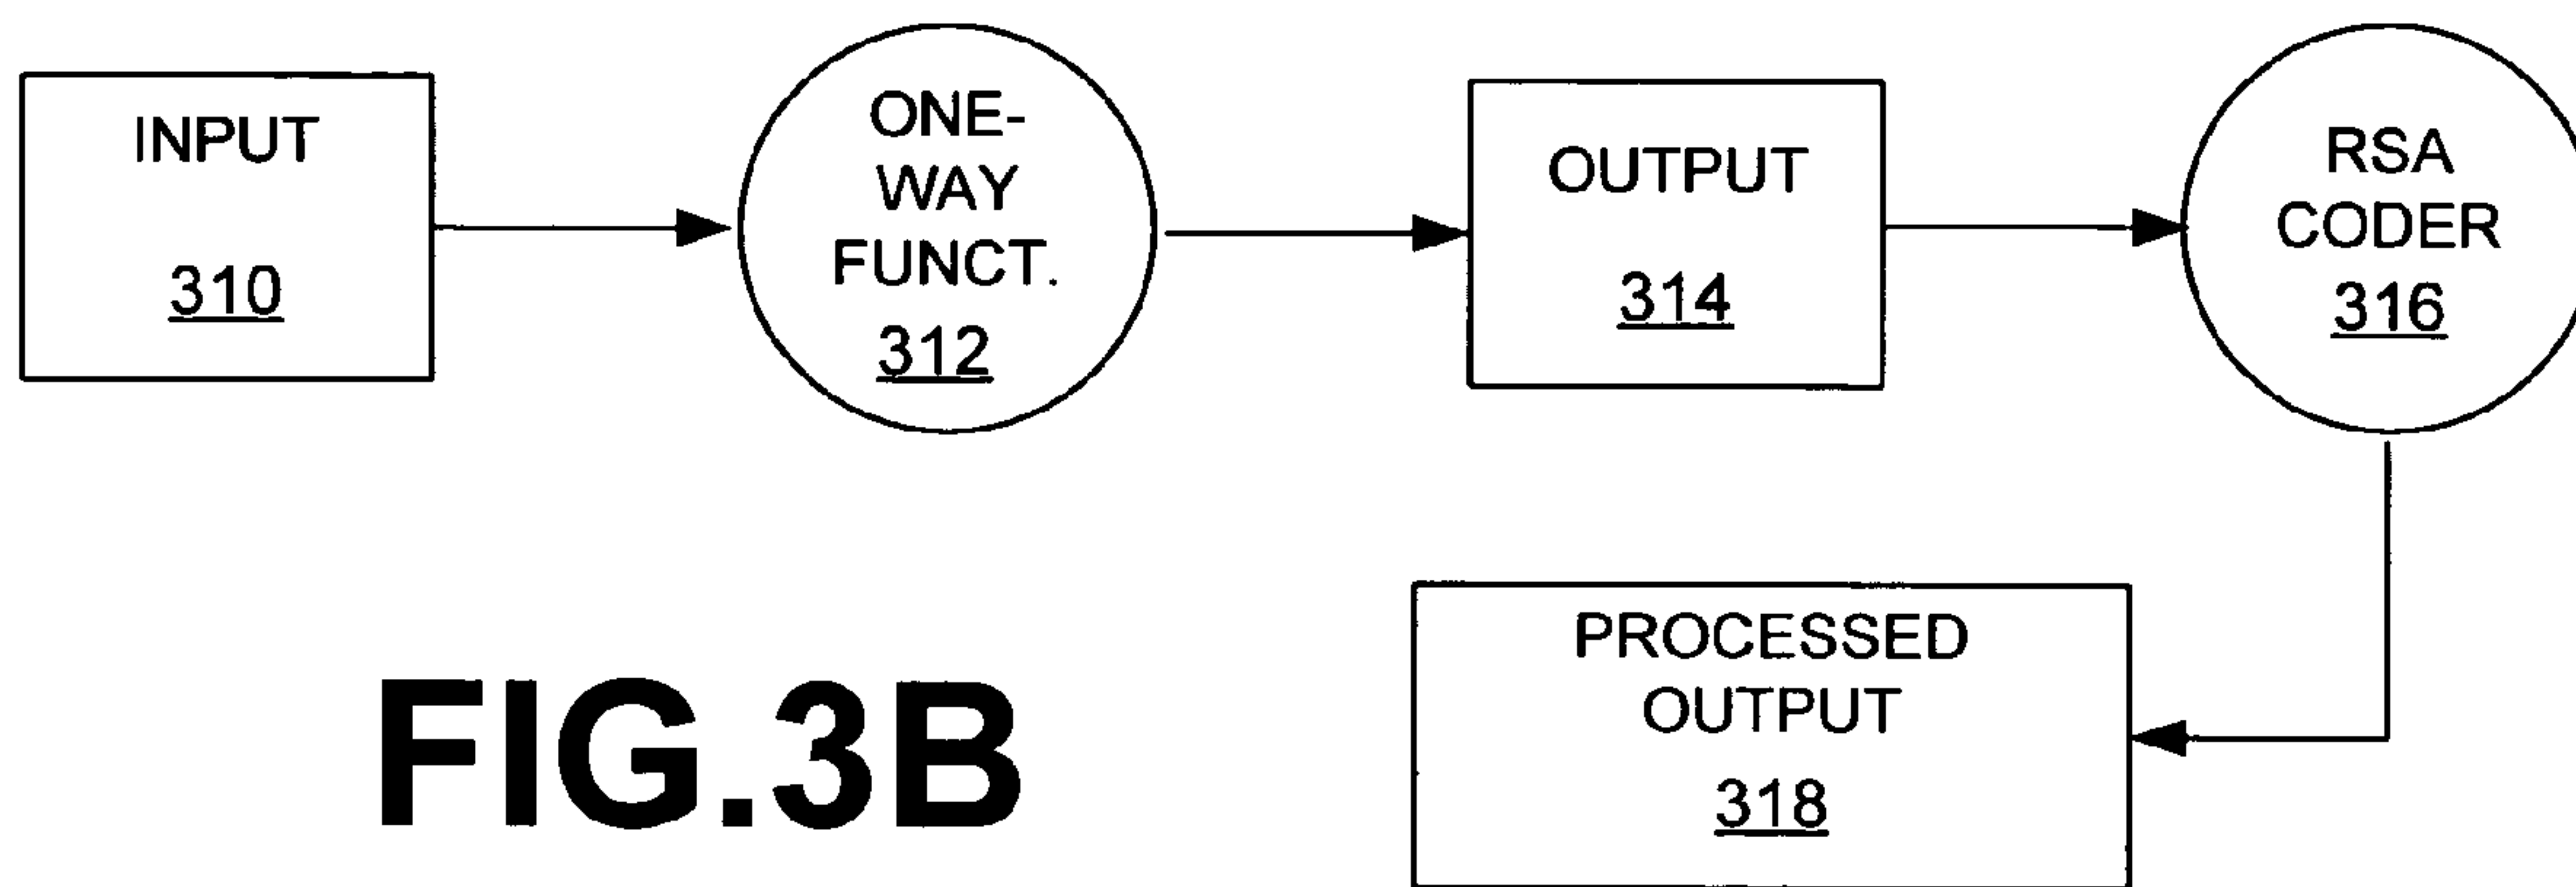 INPUT
310
ONE-
WAY
FUNCT.
312
OUTPUT
314
RSA
CODER
316
PROCESSED
OUTPUT
318
FIG.3B